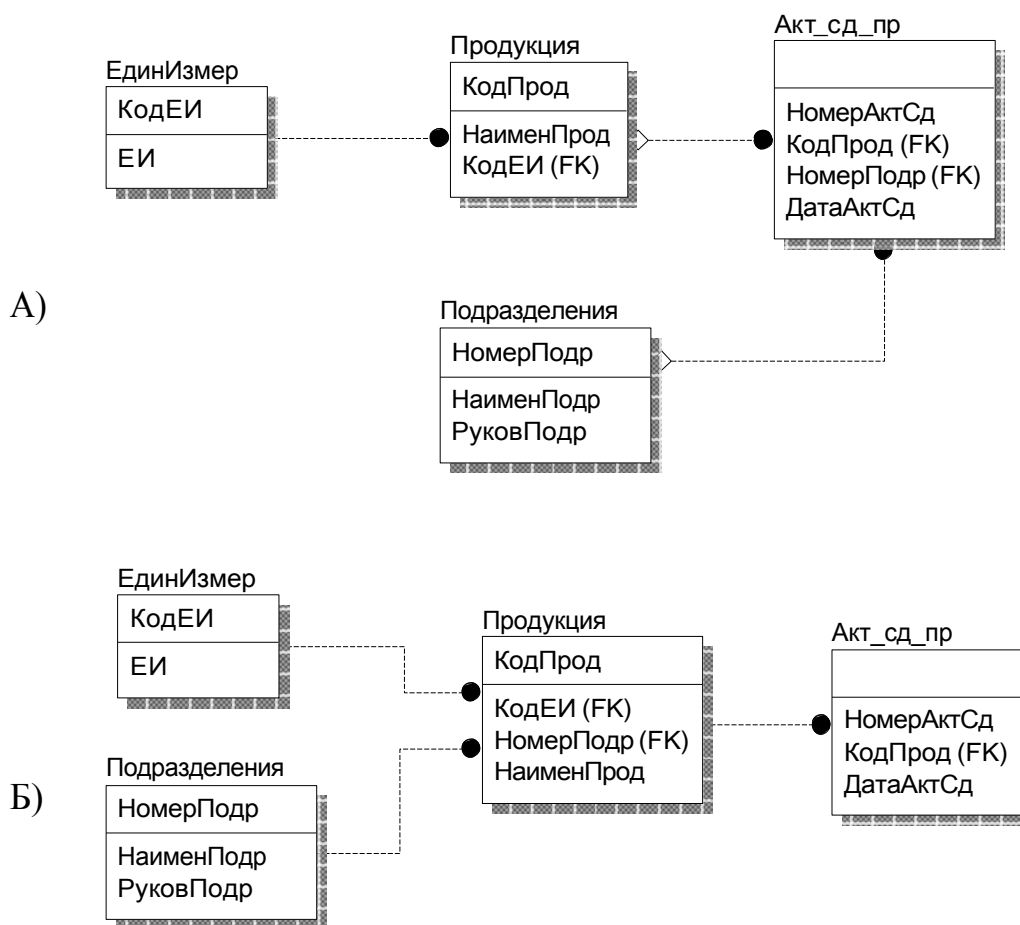 ЕдинИзмер
КодЕИ
ЕИ
Продукция
КодПрод
НаименПрод
КодЕИ (FK)
Акт_сд_пр
НомерАктСд
КодПрод (FK)
НомерПодр (FK)
ДатаАктСд
А)
Подразделения
НомерПодр
НаименПодр
РуковПодр
ЕдинИзмер
КодЕИ
ЕИ
Продукция
КодПрод
КодЕИ (FK)
НомерПодр (FK)
НаименПрод
Акт_сд_пр
НомерАктСд
КодПрод (FK)
ДатаАктСд
Б)
Подразделения
НомерПодр
НаименПодр
РуковПодр